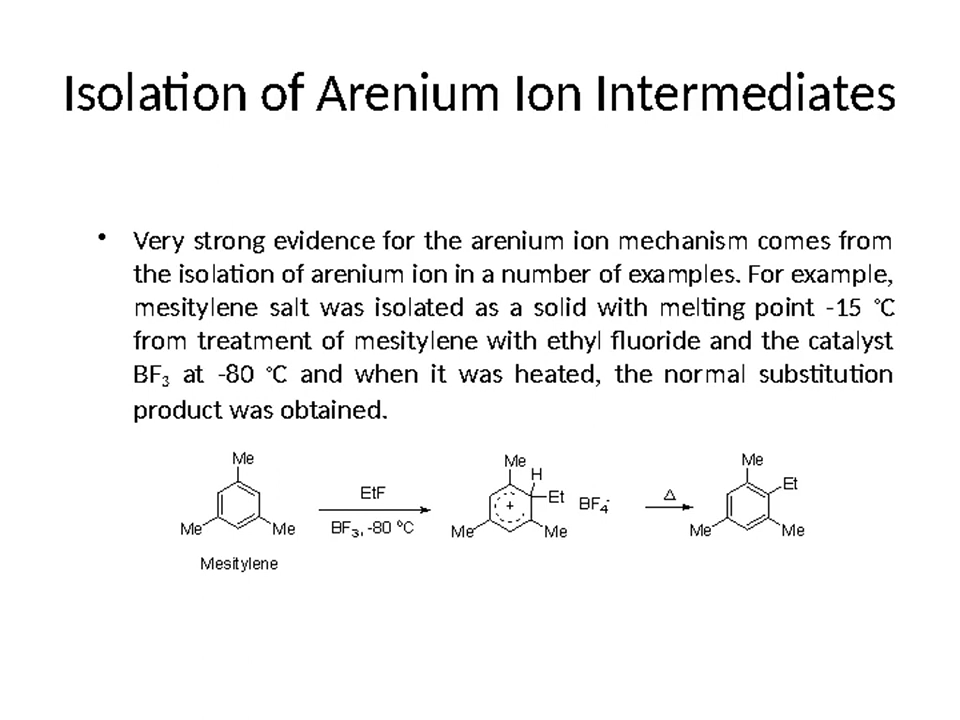 Isolation of Arenium Ion Intermediates
• Very strong evidence for the arenium ion mechanism comes from
the isolation of arenium ion in a number of examples. For example,
mesitylene salt was isolated as a solid with melting point -15 °C
from treatment of mesitylene with ethyl fluoride and the catalyst
BF₃ at -80 °C and when it was heated, the normal substitution
product was obtained.
Me
Me
Me
Mesitylene
EtF
BF₃, -80 °C
Me
H
Et
+
Me
Me
BF₄⁻
Δ
Me
Et
Me
Me